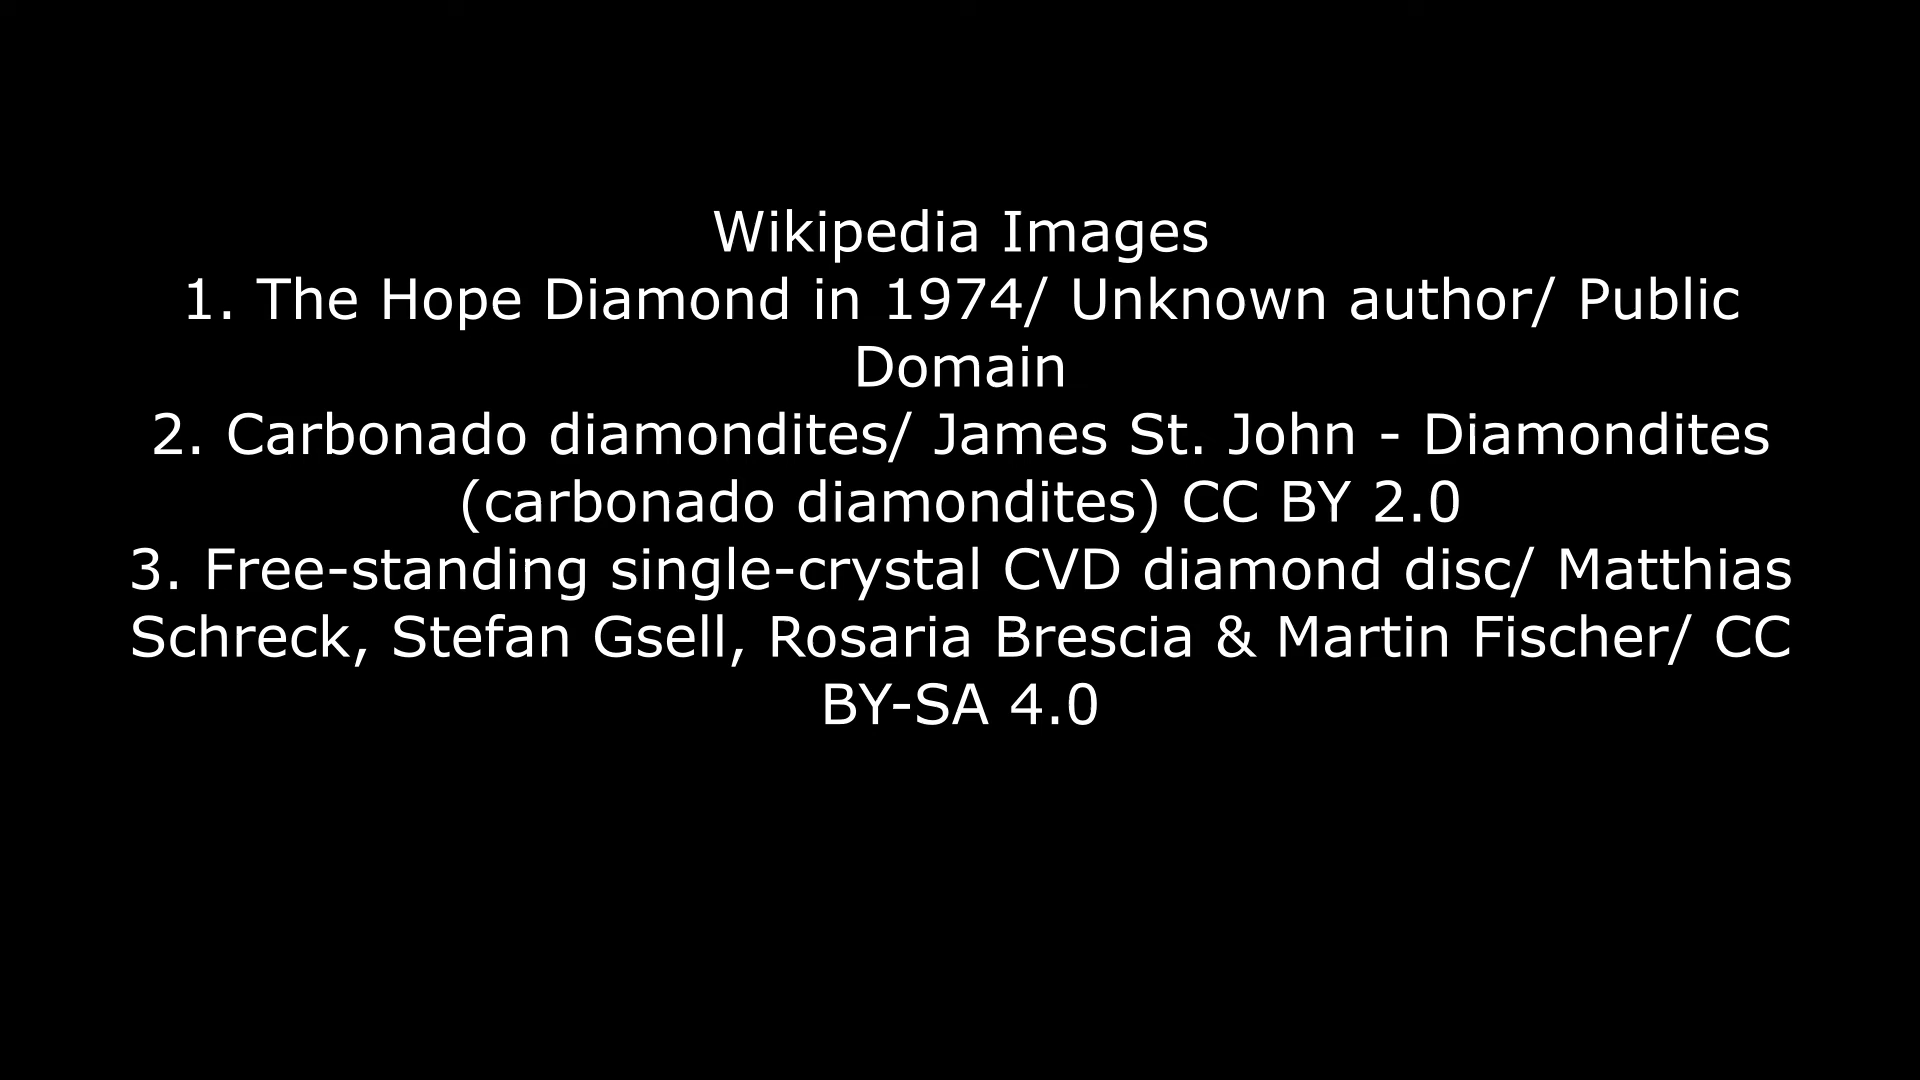 Wikipedia Images
1. The Hope Diamond in 1974/ Unknown author/ Public
Domain
2. Carbonado diamondites/ James St. John - Diamondites
(carbonado diamondites) CC BY 2.0
3. Free-standing single-crystal CVD diamond disc/ Matthias
Schreck, Stefan Gsell, Rosaria Brescia & Martin Fischer/ CC
BY-SA 4.0